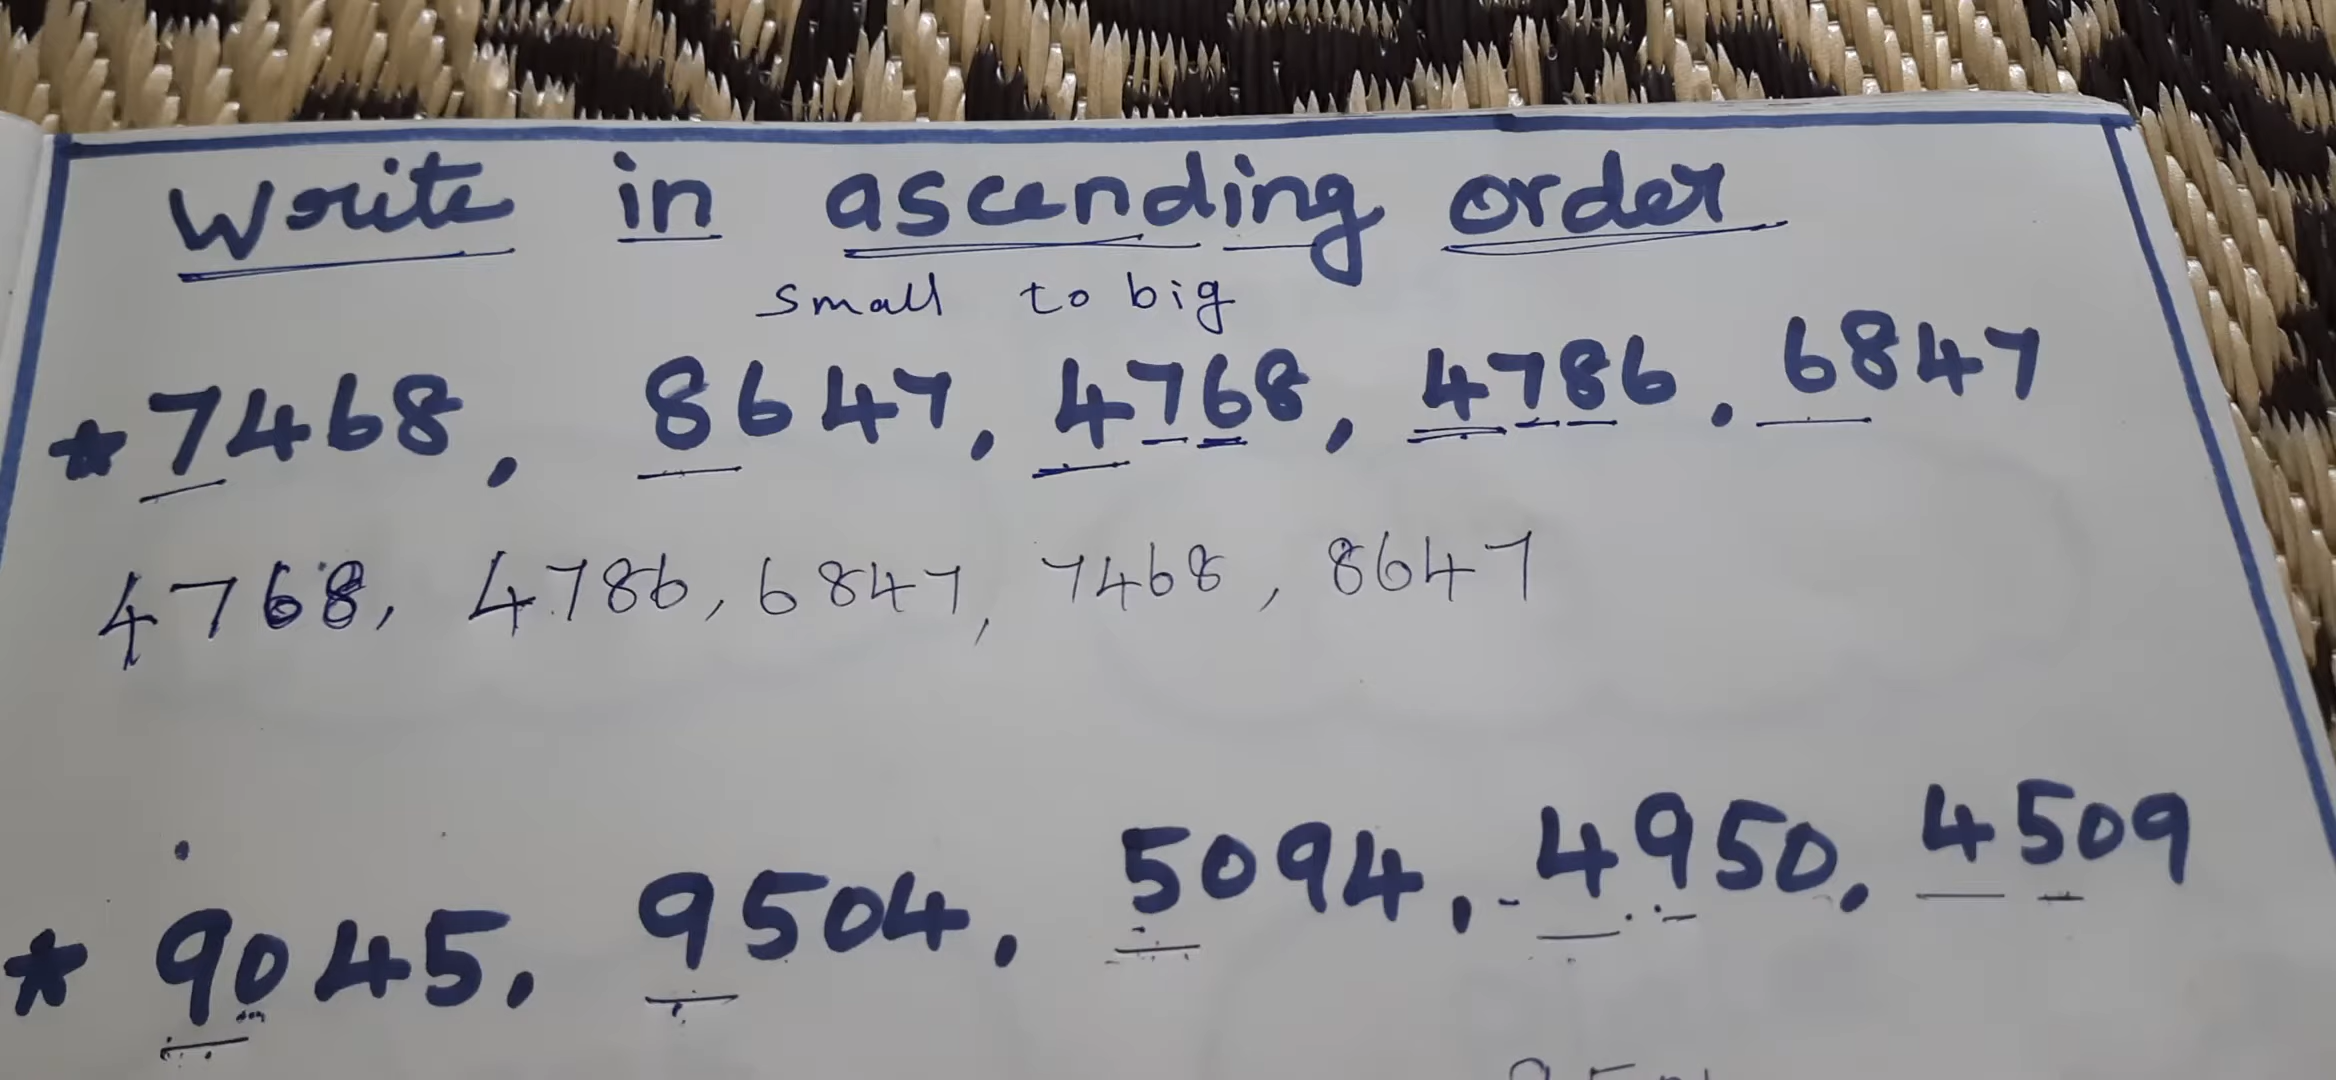 Write in ascending order
small to big
* 7468, 8647, 4768, 4786, 6847
4768, 4786, 6847, 7468, 8647
* 9045, 9504, 5094, 4950, 4509